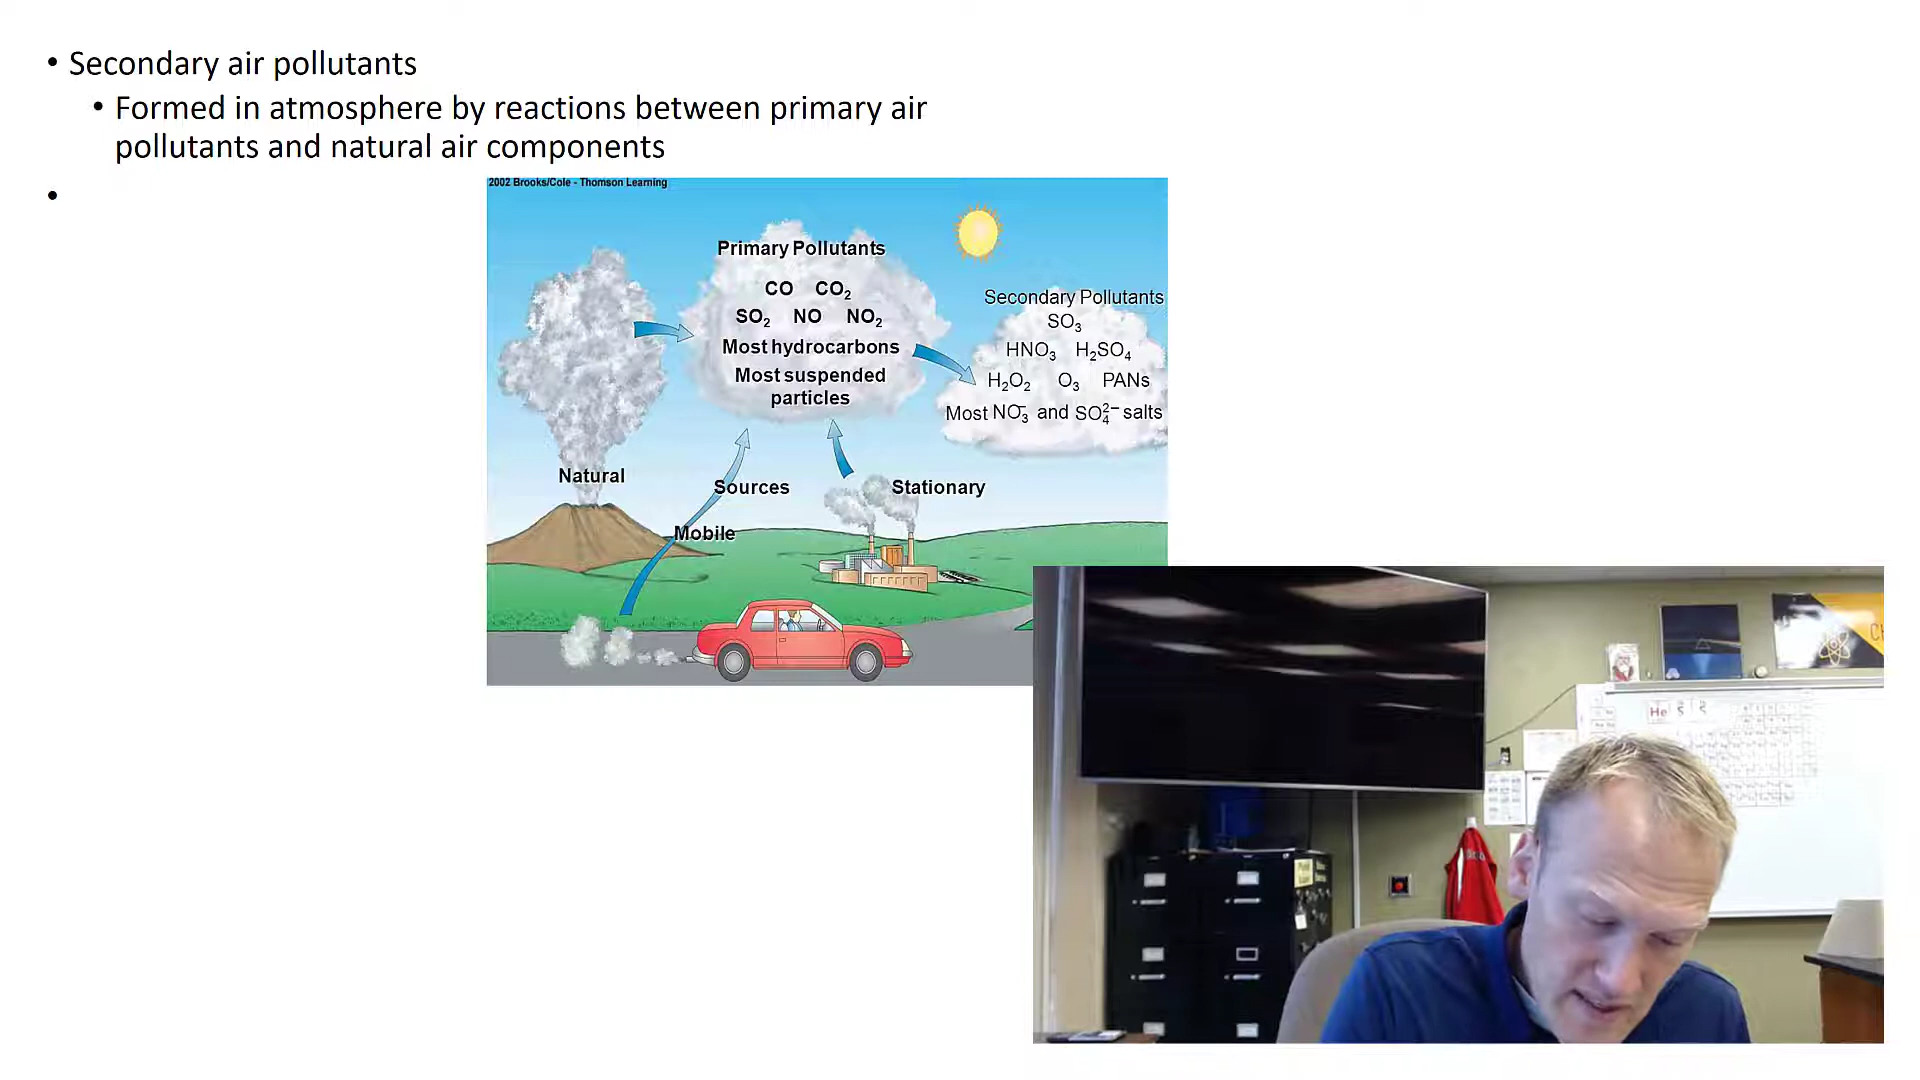 • Secondary air pollutants
• Formed in atmosphere by reactions between primary air
pollutants and natural air components
•
2002 Brooks/Cole - Thomson Learning
Primary Pollutants
CO CO₂
SO₂ NO NO₂
Most hydrocarbons
Most suspended
particles
Secondary Pollutants
SO₃
HNO₃ H₂SO₄
H₂O₂ O₃ PANs
Most NO₃⁻ and SO₄²⁻ salts
Natural
Sources
Stationary
Mobile
He